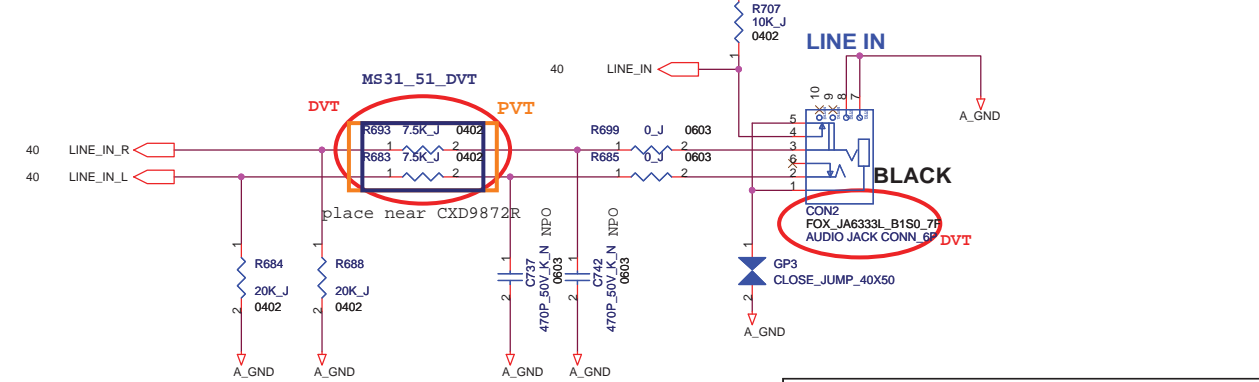 R707
10K_J
0402
1
LINE IN
40 LINE_IN
MS31_51_DVT
DVT
PVT
10 9 8 7
A_GND
R693 7.5K_J 0402
R699 0_J 0603
5
4
40 LINE_IN_R
1 2
1 2
3
R683 7.5K_J 0402
R685 0_J 0603
6
40 LINE_IN_L
1 2
1 2
2
BLACK
1
place near CXD9872R
CON2
FOX_JA6333L_B1S0_7F
AUDIO JACK CONN_6P
DVT
1
R684
20K_J
0402
2
1
R688
20K_J
0402
2
1
C737
470P_50V_K_N
0603
NPO
2
1
C742
470P_50V_K_N
0603
NPO
2
1
GP3
CLOSE_JUMP_40X50
2
A_GND
A_GND
A_GND
A_GND
A_GND